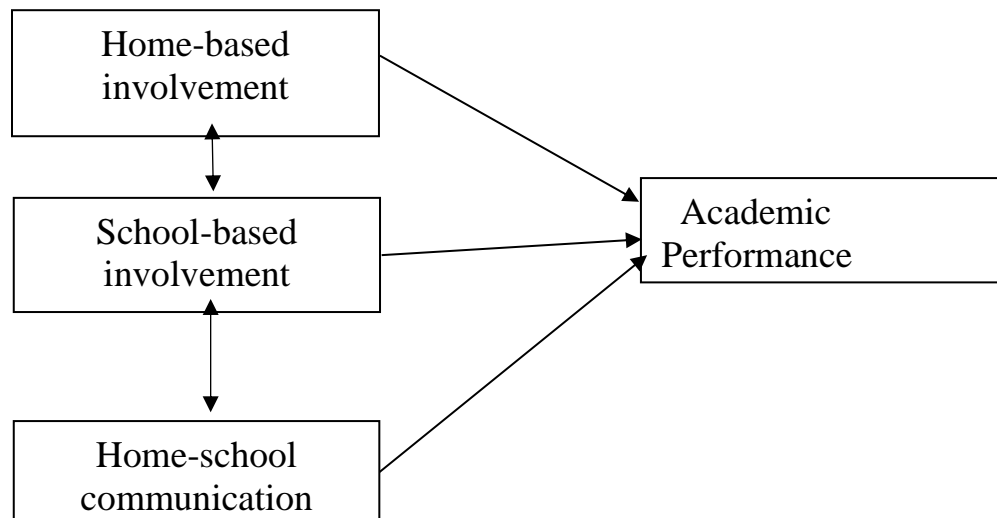 Home-based
involvement
School-based
involvement
Academic
Performance
Home-school
communication